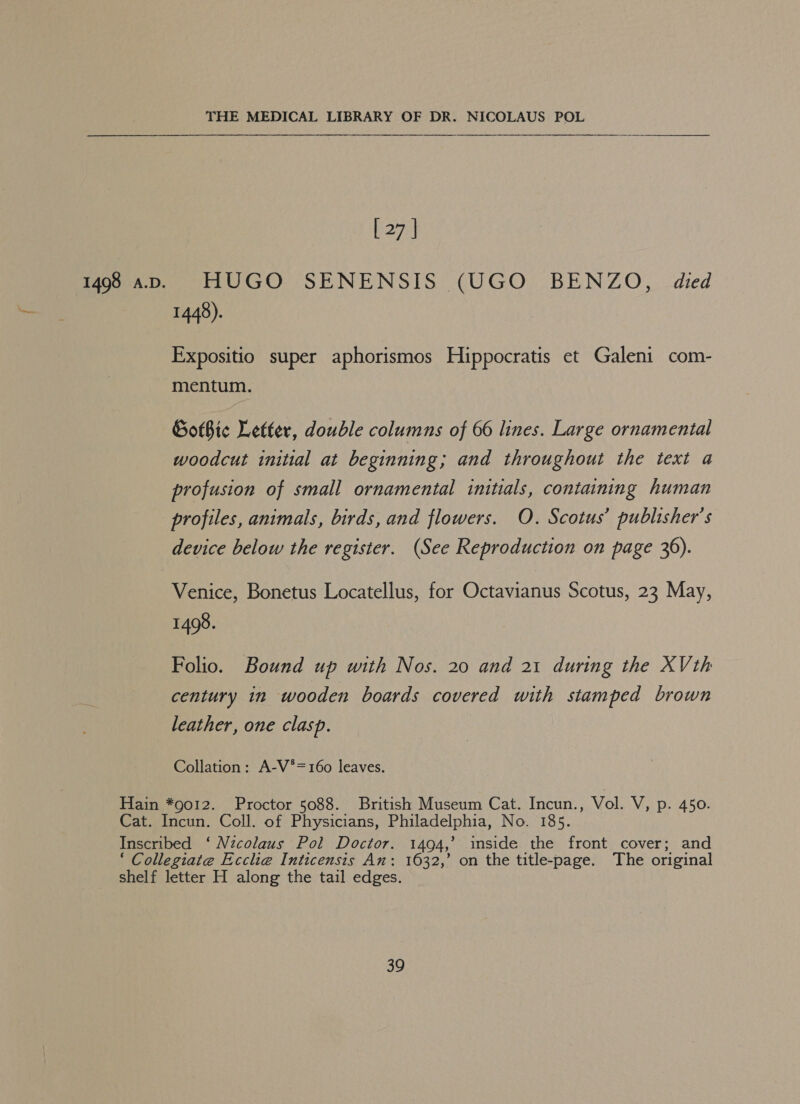 THE MEDICAL LIBRARY OF DR. NICOLAUS POL
[27]
1498 A.D. HUGO SENENSIS (UGO BENZO, died
1448).
Expositio super aphorismos Hippocratis et Galeni com-
mentum.
Gothic Letter, double columns of 66 lines. Large ornamental
woodcut initial at beginning; and throughout the text a
profusion of small ornamental initials, containing human
profiles, animals, birds, and flowers. O. Scotus' publisher's
device below the register. (See Reproduction on page 36).
Venice, Bonetus Locatellus, for Octavianus Scotus, 23 May,
1498.
Folio. Bound up with Nos. 20 and 21 during the XVth
century in wooden boards covered with stamped brown
leather, one clasp.
Collation: A-V⁸=160 leaves.
Hain *9012. Proctor 5088. British Museum Cat. Incun., Vol. V, p. 450.
Cat. Incun. Coll. of Physicians, Philadelphia, No. 185.
Inscribed ‘Nicolaus Pol Doctor. 1494,’ inside the front cover; and
‘Collegiatæ Eccliæ Inticensis An: 1632,’ on the title-page. The original
shelf letter H along the tail edges.
39